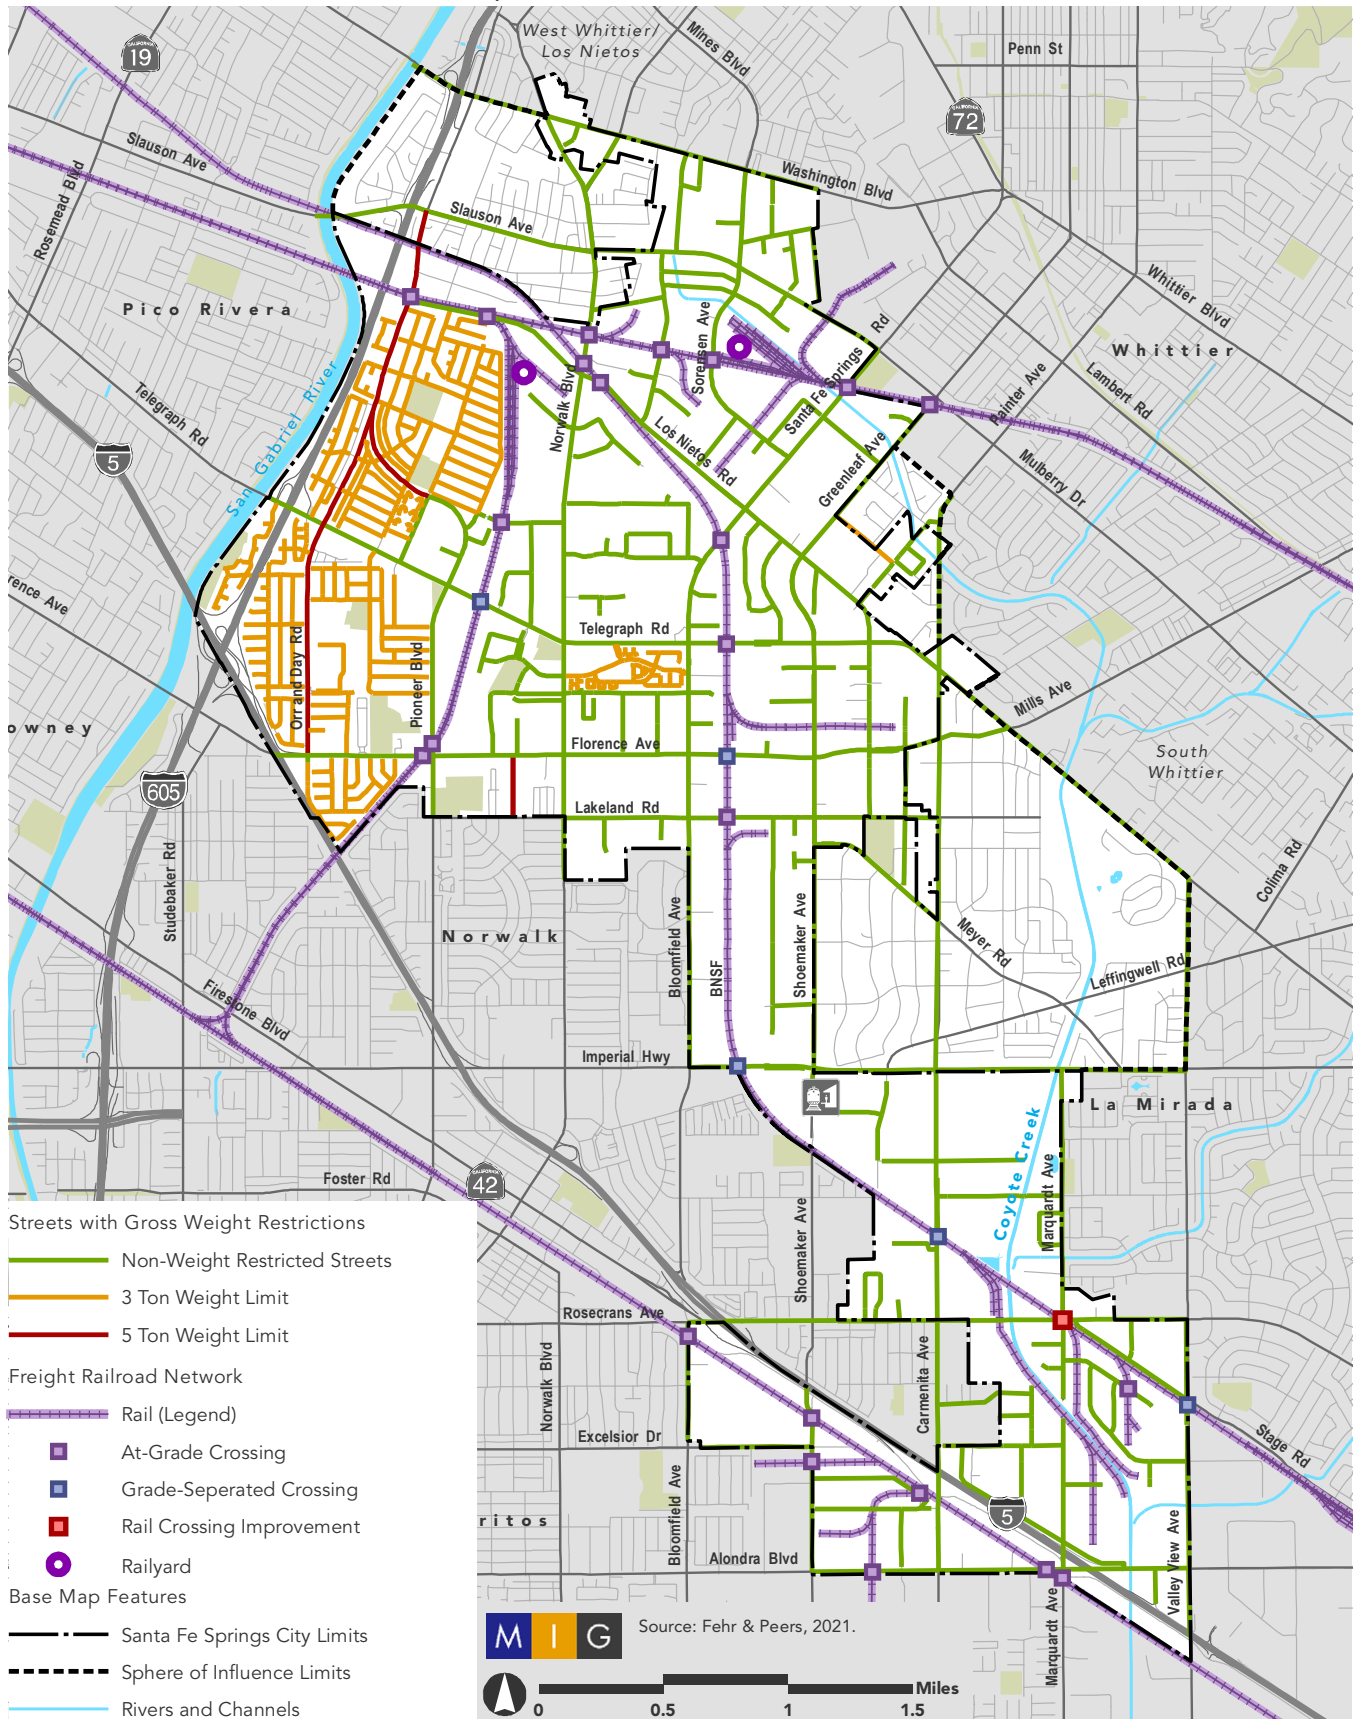 West Whittier/
Los Nietos
Mines Blvd
Penn St
CALIFORNIA
19
CALIFORNIA
72
Slauson Ave
Rosemead Blvd
Washington Blvd
Slauson Ave
Whittier Blvd
Pico Rivera
Whittier
Sorensen Ave
Santa Fe Springs Rd
Lambert Rd
Painter Ave
Telegraph Rd
San Gabriel River
Norwalk Blvd
Los Nietos Rd
Greenleaf Ave
Mulberry Dr
5
rence Ave
Telegraph Rd
Orr and Day Rd
Pioneer Blvd
Mills Ave
owney
Florence Ave
South
Whittier
605
Lakeland Rd
Studebaker Rd
Colima Rd
Norwalk
Bloomfield Ave
BNSF
Shoemaker Ave
Meyer Rd
Leffingwell Rd
Firestone Blvd
Imperial Hwy
La Mirada
Coyote Creek
Marquardt Ave
Foster Rd
CALIFORNIA
42
Shoemaker Ave
Rosecrans Ave
Norwalk Blvd
Carmenita Ave
Excelsior Dr
Stage Rd
Bloomfield Ave
5
ritos
Alondra Blvd
Valley View Ave
Marquardt Ave
Streets with Gross Weight Restrictions
Non-Weight Restricted Streets
3 Ton Weight Limit
5 Ton Weight Limit
Freight Railroad Network
Rail (Legend)
At-Grade Crossing
Grade-Seperated Crossing
Rail Crossing Improvement
Railyard
Base Map Features
Santa Fe Springs City Limits
Sphere of Influence Limits
Rivers and Channels
M I G
Source: Fehr & Peers, 2021.
Miles
0 0.5 1 1.5